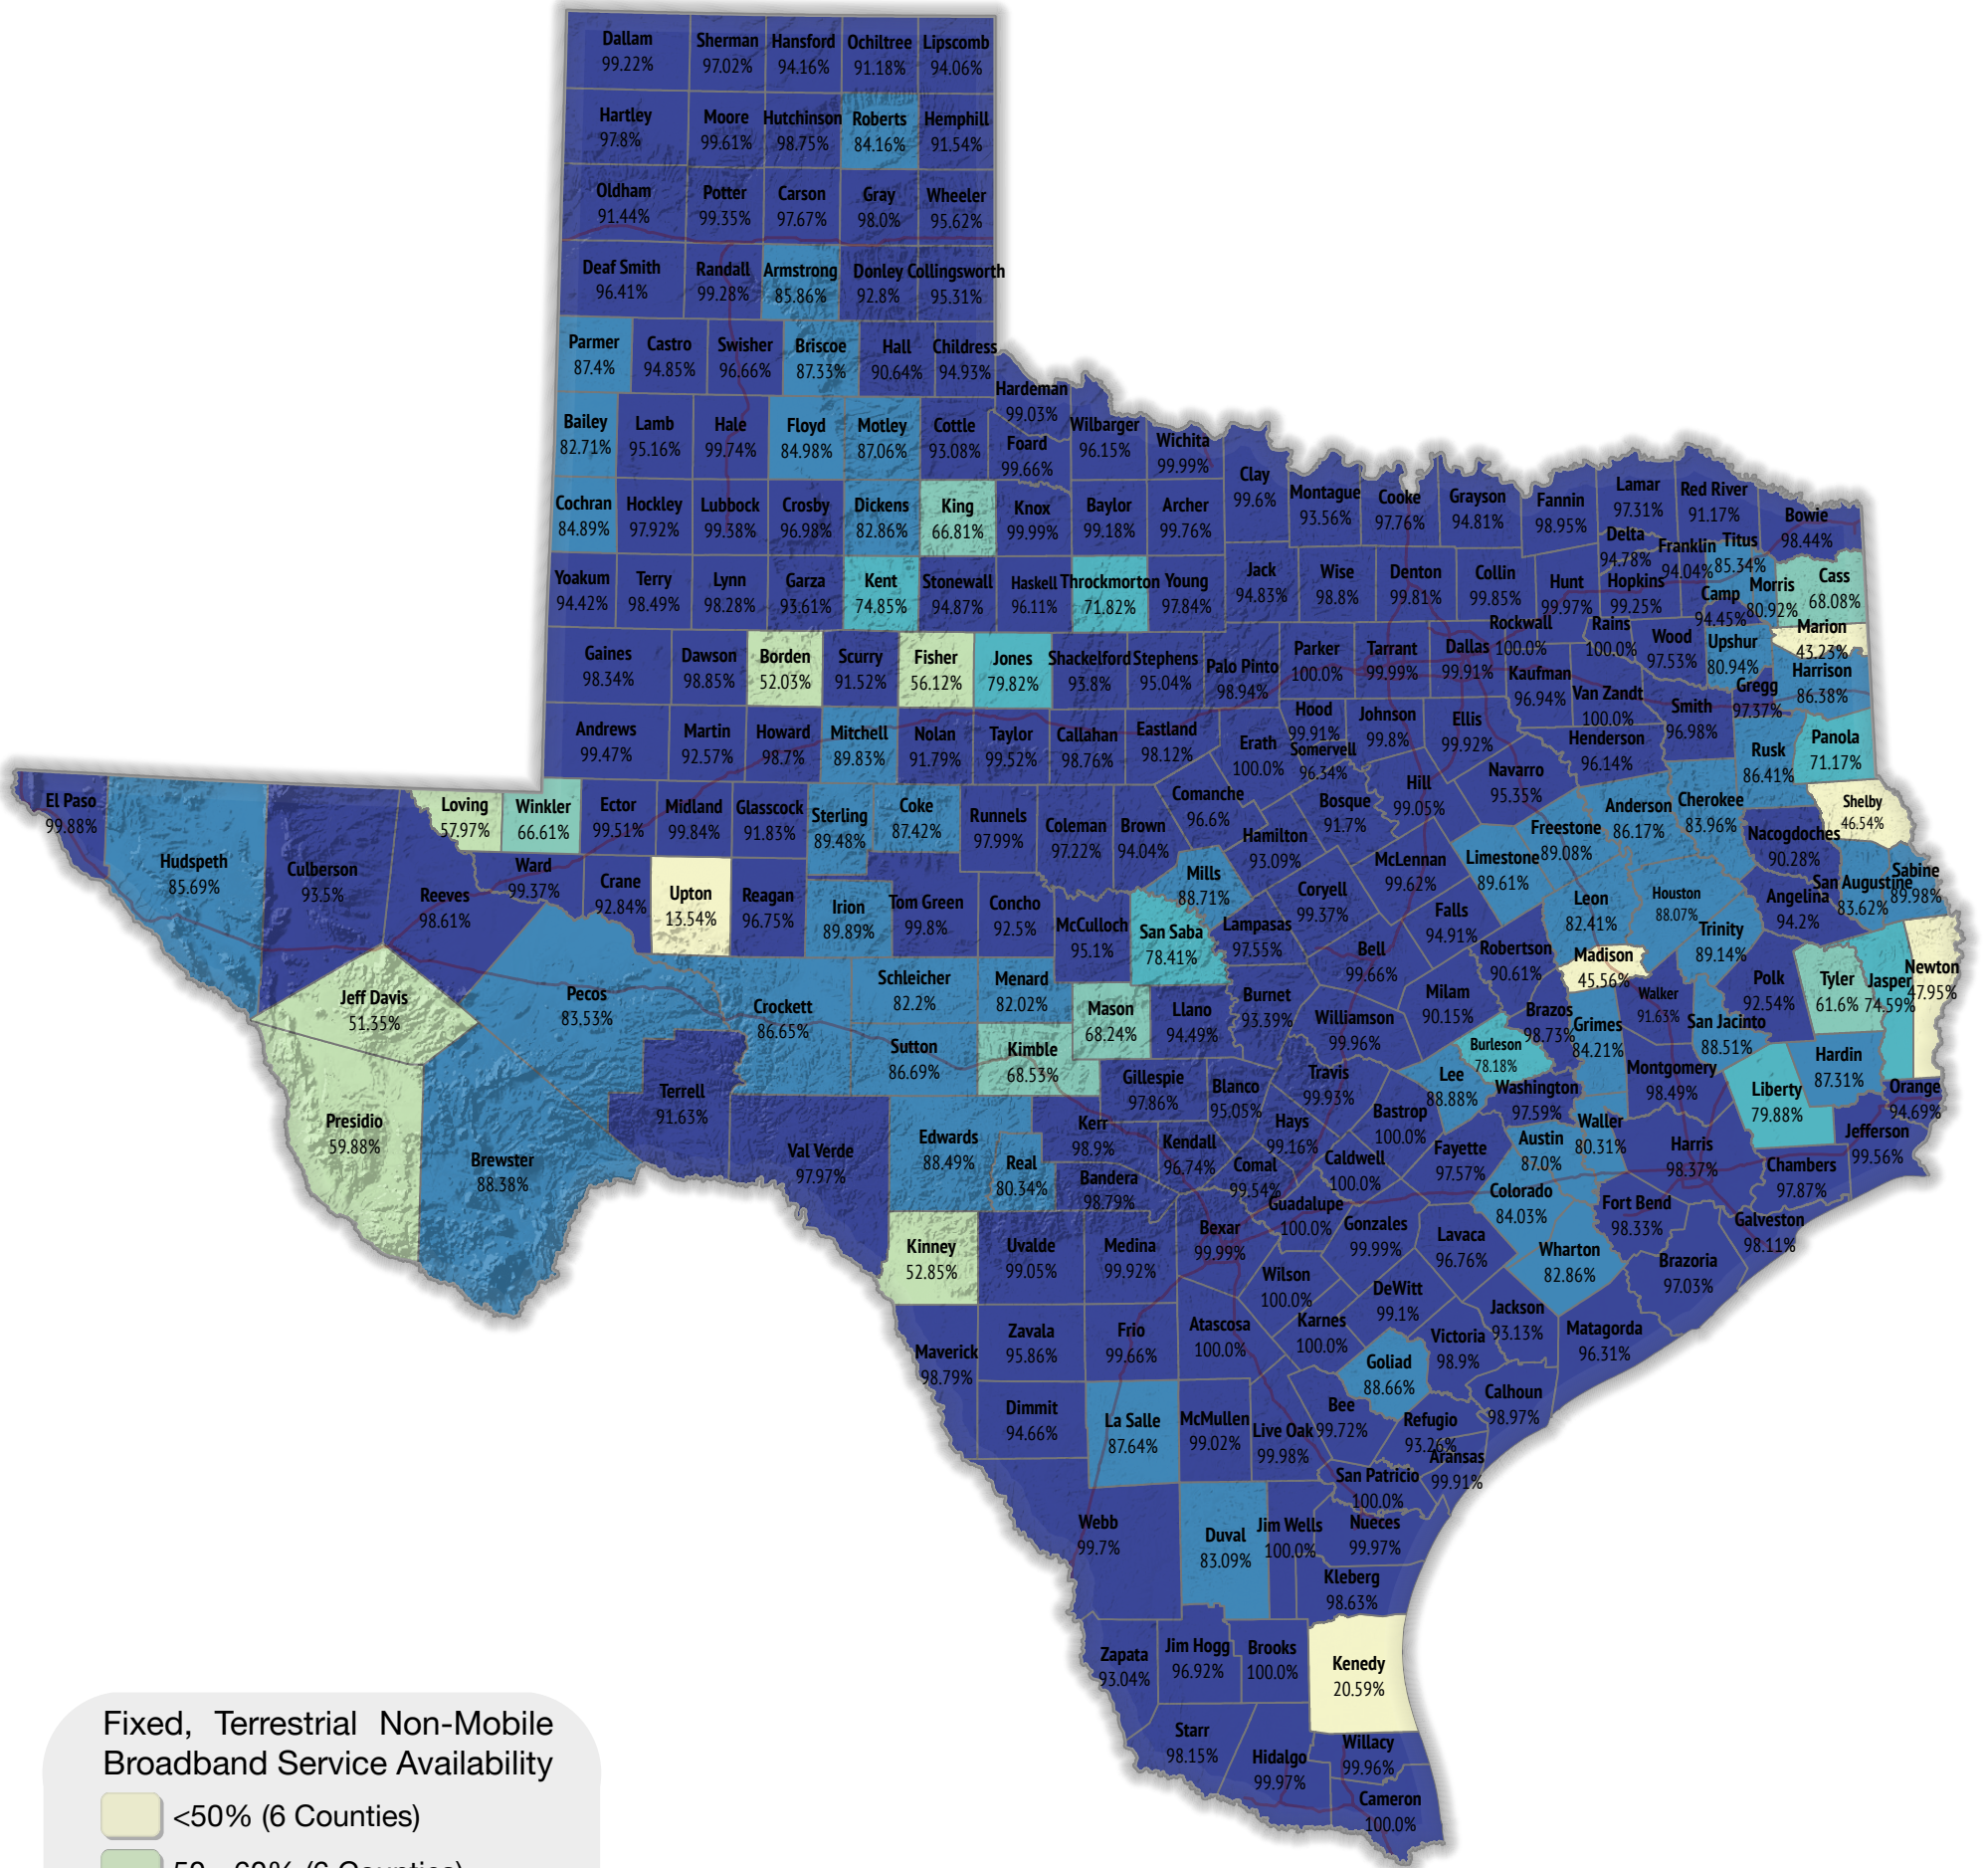 Dallam
99.22%
Sherman
97.02%
Hansford
94.16%
Ochiltree
91.18%
Lipscomb
94.06%
Hartley
97.8%
Moore
99.61%
Hutchinson
98.75%
Roberts
84.16%
Hemphill
91.54%
Oldham
91.44%
Potter
99.35%
Carson
97.67%
Gray
98.0%
Wheeler
95.62%
Deaf Smith
96.41%
Randall
99.28%
Armstrong
85.86%
Donley
92.8%
Collingsworth
95.31%
Parmer
87.4%
Castro
94.85%
Swisher
96.66%
Briscoe
87.33%
Hall
90.64%
Childress
94.93%
Hardeman
99.03%
Bailey
82.71%
Lamb
95.16%
Hale
99.74%
Floyd
84.98%
Motley
87.06%
Cottle
93.08%
Foard
99.66%
Wilbarger
96.15%
Wichita
99.99%
Clay
99.6%
Montague
93.56%
Cooke
97.76%
Grayson
94.81%
Fannin
98.95%
Lamar
97.31%
Red River
91.17%
Bowie
98.44%
Cochran
84.89%
Hockley
97.92%
Lubbock
99.38%
Crosby
96.98%
Dickens
82.86%
King
66.81%
Knox
99.99%
Baylor
99.18%
Archer
99.76%
Delta
94.78%
Franklin
94.04%
Titus
85.34%
Yoakum
94.42%
Terry
98.49%
Lynn
98.28%
Garza
93.61%
Kent
74.85%
Stonewall
94.87%
Haskell
96.11%
Throckmorton
71.82%
Young
97.84%
Jack
94.83%
Wise
98.8%
Denton
99.81%
Collin
99.85%
Hunt
99.97%
Hopkins
99.25%
Camp
94.45%
Morris
80.92%
Cass
68.08%
Gaines
98.34%
Dawson
98.85%
Borden
52.03%
Scurry
91.52%
Fisher
56.12%
Jones
79.82%
Shackelford
93.8%
Stephens
95.04%
Palo Pinto
98.94%
Parker
100.0%
Tarrant
99.99%
Dallas
99.91%
Rockwall
100.0%
Rains
100.0%
Wood
97.53%
Upshur
80.94%
Marion
43.23%
Harrison
86.38%
Kaufman
96.94%
Van Zandt
100.0%
Smith
96.98%
Gregg
97.37%
Andrews
99.47%
Martin
92.57%
Howard
98.7%
Mitchell
89.83%
Nolan
91.79%
Taylor
99.52%
Callahan
98.76%
Eastland
98.12%
Erath
100.0%
Hood
99.91%
Somervell
96.34%
Johnson
99.8%
Ellis
99.92%
Henderson
96.14%
Rusk
86.41%
Panola
71.17%
El Paso
99.88%
Hudspeth
85.69%
Culberson
93.5%
Reeves
98.61%
Loving
57.97%
Winkler
66.61%
Ector
99.51%
Midland
99.84%
Glasscock
91.83%
Sterling
89.48%
Coke
87.42%
Runnels
97.99%
Coleman
97.22%
Brown
94.04%
Comanche
96.6%
Hamilton
93.09%
Bosque
91.7%
Hill
99.05%
Navarro
95.35%
Freestone
89.08%
Anderson
86.17%
Cherokee
83.96%
Nacogdoches
90.28%
Shelby
46.54%
Ward
99.37%
Crane
92.84%
Upton
13.54%
Reagan
96.75%
Irion
89.89%
Tom Green
99.8%
Concho
92.5%
McCulloch
95.1%
San Saba
78.41%
Mills
88.71%
Lampasas
97.55%
Coryell
99.37%
McLennan
99.62%
Limestone
89.61%
Falls
94.91%
Bell
99.66%
Robertson
90.61%
Leon
82.41%
Houston
88.07%
Trinity
89.14%
Angelina
94.2%
San Augustine
83.62%
Sabine
89.98%
Jeff Davis
51.35%
Pecos
83.53%
Crockett
86.65%
Schleicher
82.2%
Menard
82.02%
Mason
68.24%
Llano
94.49%
Burnet
93.39%
Williamson
99.96%
Milam
90.15%
Madison
45.56%
Walker
91.63%
Polk
92.54%
Tyler
61.6%
Jasper
74.59%
Newton
47.95%
Brazos
98.73%
Grimes
84.21%
San Jacinto
88.51%
Hardin
87.31%
Sutton
86.69%
Kimble
68.53%
Gillespie
97.86%
Blanco
95.05%
Travis
99.93%
Burleson
78.18%
Lee
88.88%
Washington
97.59%
Montgomery
98.49%
Liberty
79.88%
Orange
94.69%
Presidio
59.88%
Brewster
88.38%
Terrell
91.63%
Val Verde
97.97%
Edwards
88.49%
Real
80.34%
Kerr
98.9%
Bandera
98.79%
Kendall
96.74%
Comal
99.54%
Hays
99.16%
Caldwell
100.0%
Bastrop
100.0%
Fayette
97.57%
Austin
87.0%
Waller
80.31%
Harris
98.37%
Jefferson
99.56%
Chambers
97.87%
Kinney
52.85%
Uvalde
99.05%
Medina
99.92%
Bexar
99.99%
Guadalupe
100.0%
Gonzales
99.99%
Lavaca
96.76%
Colorado
84.03%
Fort Bend
98.33%
Galveston
98.11%
Wharton
82.86%
Brazoria
97.03%
Wilson
100.0%
DeWitt
99.1%
Jackson
93.13%
Matagorda
96.31%
Maverick
98.79%
Zavala
95.86%
Frio
99.66%
Atascosa
100.0%
Karnes
100.0%
Goliad
88.66%
Victoria
98.9%
Calhoun
98.97%
Dimmit
94.66%
La Salle
87.64%
McMullen
99.02%
Live Oak
99.98%
Bee
99.72%
Refugio
93.26%
Aransas
99.91%
San Patricio
100.0%
Webb
99.7%
Duval
83.09%
Jim Wells
100.0%
Nueces
99.97%
Kleberg
98.63%
Zapata
93.04%
Jim Hogg
96.92%
Brooks
100.0%
Kenedy
20.59%
Starr
98.15%
Hidalgo
99.97%
Willacy
99.96%
Cameron
100.0%
Fixed, Terrestrial Non-Mobile
Broadband Service Availability
<50% (6 Counties)